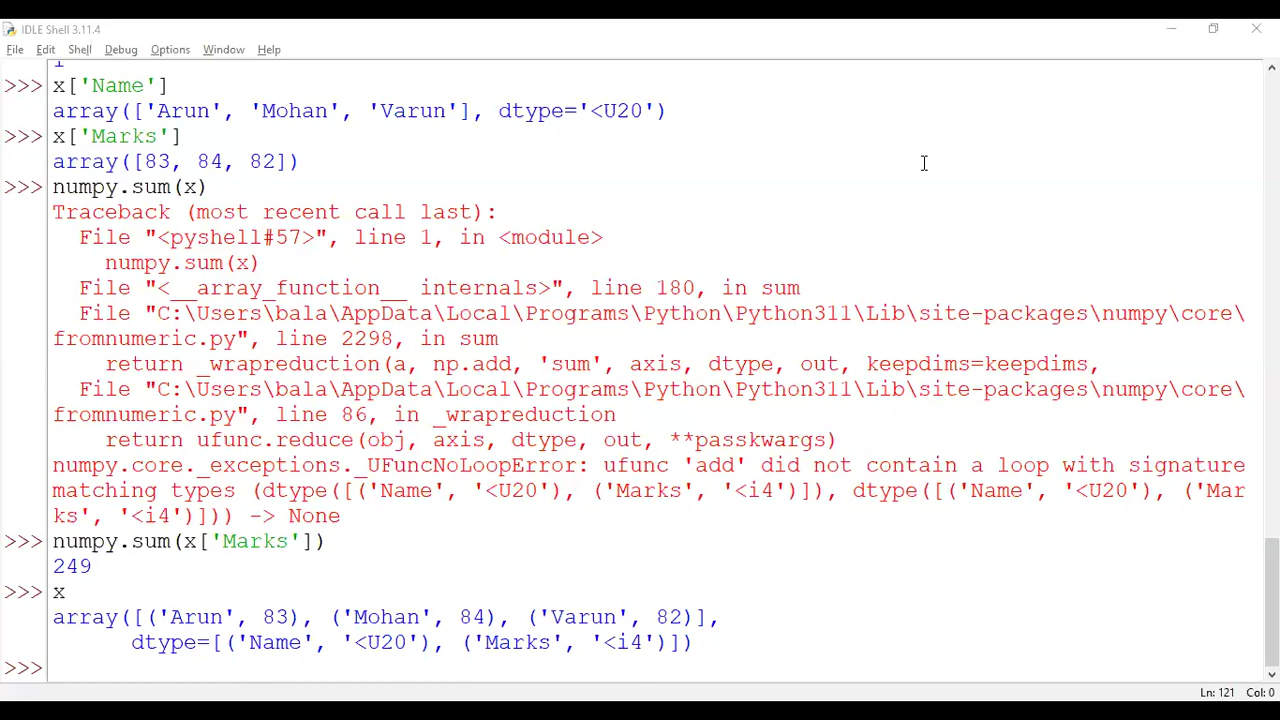 IDLE Shell 3.11.4
File Edit Shell Debug Options Window Help
1
>>> x['Name']
array(['Arun', 'Mohan', 'Varun'], dtype='<U20')
>>> x['Marks']
array([83, 84, 82])
>>> numpy.sum(x)
Traceback (most recent call last):
  File "<pyshell#57>", line 1, in <module>
    numpy.sum(x)
  File "<__array_function__ internals>", line 180, in sum
  File "C:\Users\bala\AppData\Local\Programs\Python\Python311\Lib\site-packages\numpy\core\
fromnumeric.py", line 2298, in sum
    return _wrapreduction(a, np.add, 'sum', axis, dtype, out, keepdims=keepdims,
  File "C:\Users\bala\AppData\Local\Programs\Python\Python311\Lib\site-packages\numpy\core\
fromnumeric.py", line 86, in _wrapreduction
    return ufunc.reduce(obj, axis, dtype, out, **passkwargs)
numpy.core._exceptions._UFuncNoLoopError: ufunc 'add' did not contain a loop with signature
matching types (dtype([('Name', '<U20'), ('Marks', '<i4')]), dtype([('Name', '<U20'), ('Mar
ks', '<i4')])) -> None
>>> numpy.sum(x['Marks'])
249
>>> x
array([('Arun', 83), ('Mohan', 84), ('Varun', 82)],
      dtype=[('Name', '<U20'), ('Marks', '<i4')])
>>>
Ln: 121 Col: 0